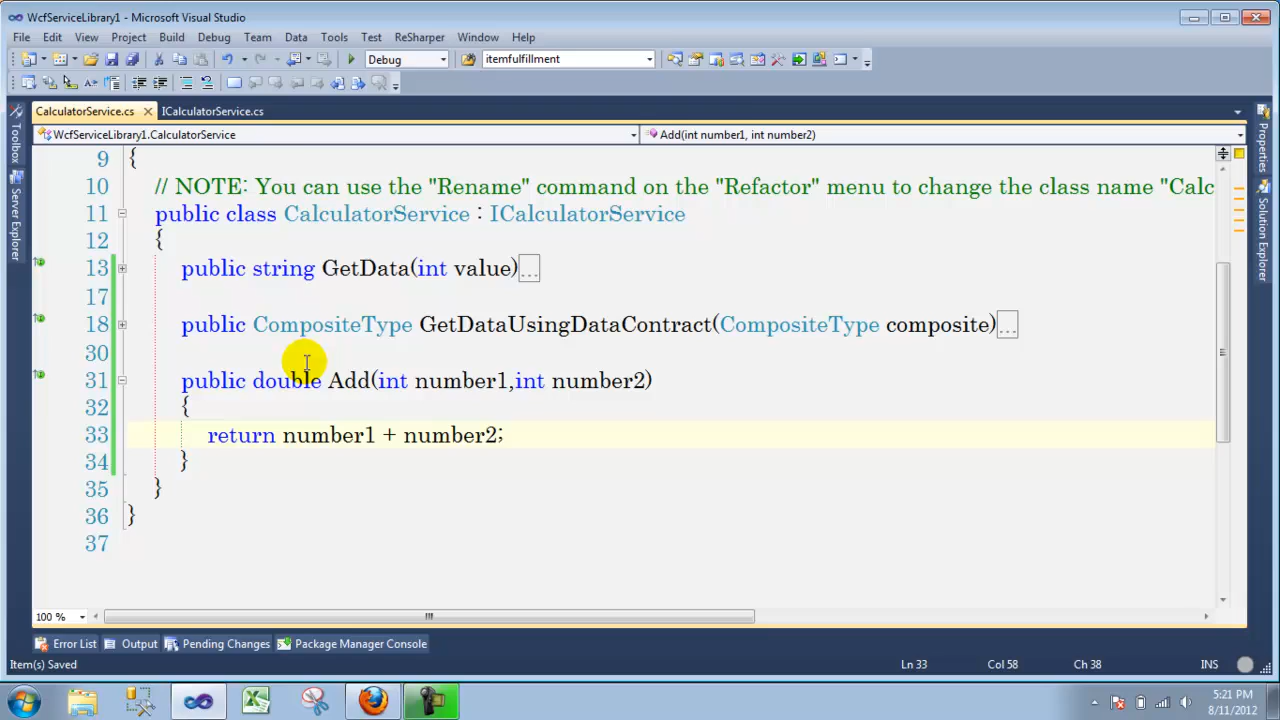 WcfServiceLibrary1 - Microsoft Visual Studio
File Edit View Project Build Debug Team Data Tools Test ReSharper Window Help
Debug itemfulfillment
CalculatorService.cs ICalculatorService.cs
WcfServiceLibrary1.CalculatorService Add(int number1, int number2)
Toolbox
Server Explorer
Properties
Solution Explorer
9 {
10 // NOTE: You can use the "Rename" command on the "Refactor" menu to change the class name "Calc
11 public class CalculatorService : ICalculatorService
12 {
13 public string GetData(int value)...
17
18 public CompositeType GetDataUsingDataContract(CompositeType composite)...
30
31 public double Add(int number1,int number2)
32 {
33 return number1 + number2;
34 }
35 }
36 }
37
100 %
Error List Output Pending Changes Package Manager Console
Item(s) Saved Ln 33 Col 58 Ch 38 INS
5:21 PM
8/11/2012